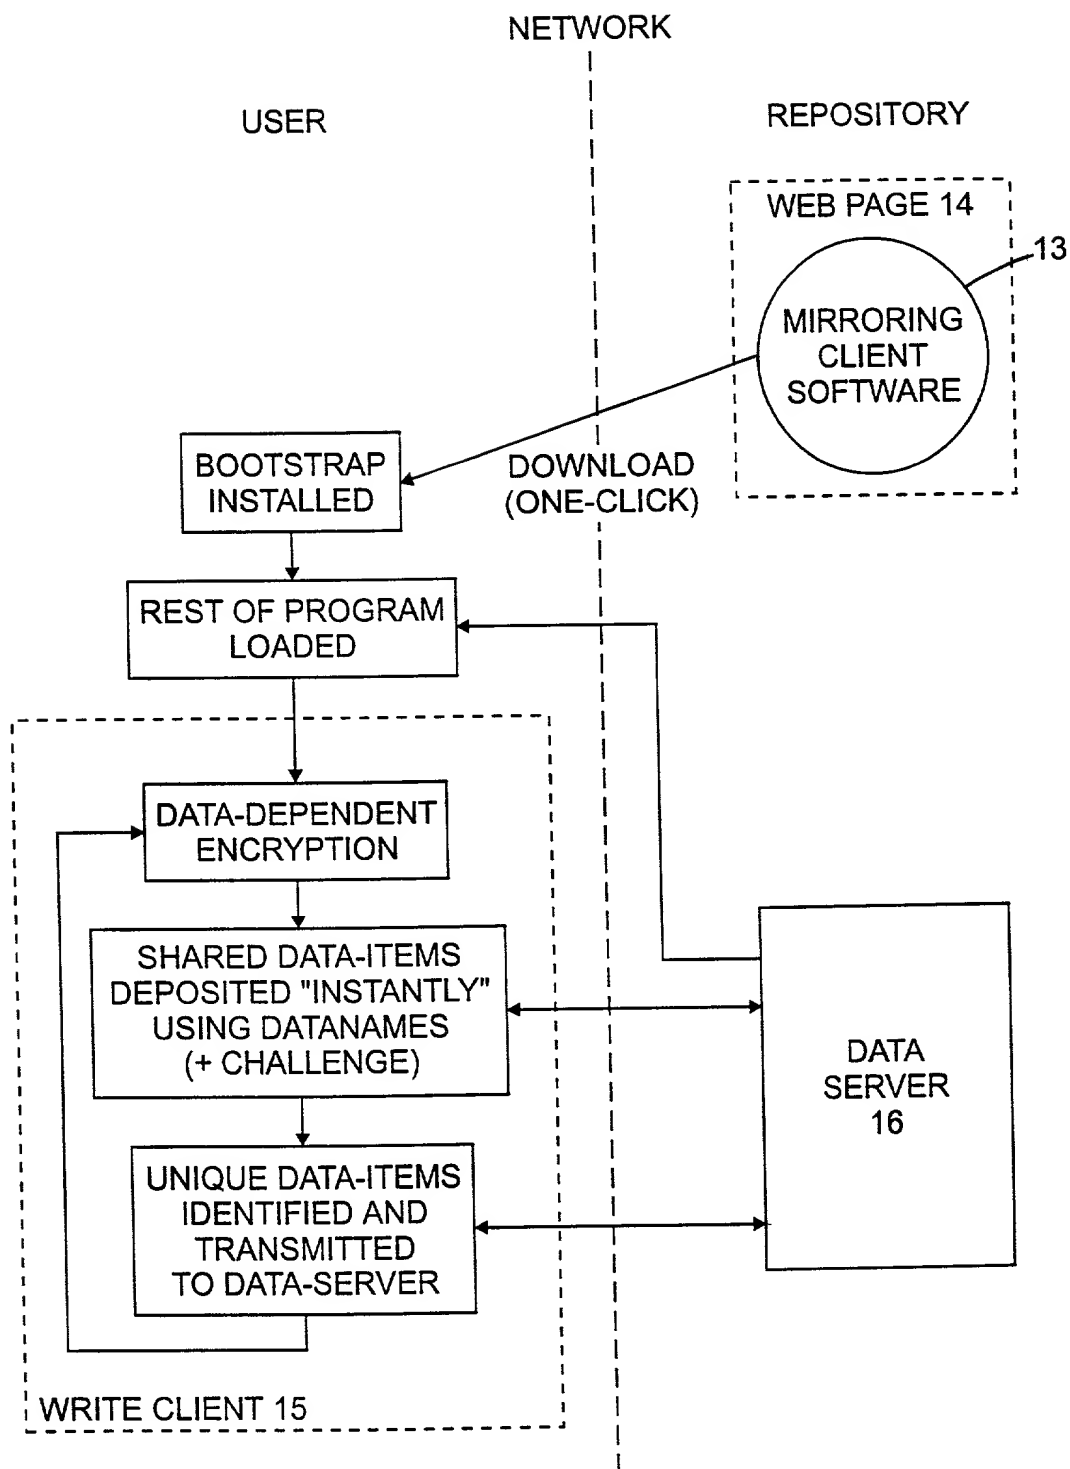 NETWORK
USER
REPOSITORY
WEB PAGE 14
13
MIRRORING
CLIENT
SOFTWARE
BOOTSTRAP
INSTALLED
DOWNLOAD
(ONE-CLICK)
REST OF PROGRAM
LOADED
DATA-DEPENDENT
ENCRYPTION
SHARED DATA-ITEMS
DEPOSITED "INSTANTLY"
USING DATANAMES
(+ CHALLENGE)
DATA
SERVER
16
UNIQUE DATA-ITEMS
IDENTIFIED AND
TRANSMITTED
TO DATA-SERVER
WRITE CLIENT 15